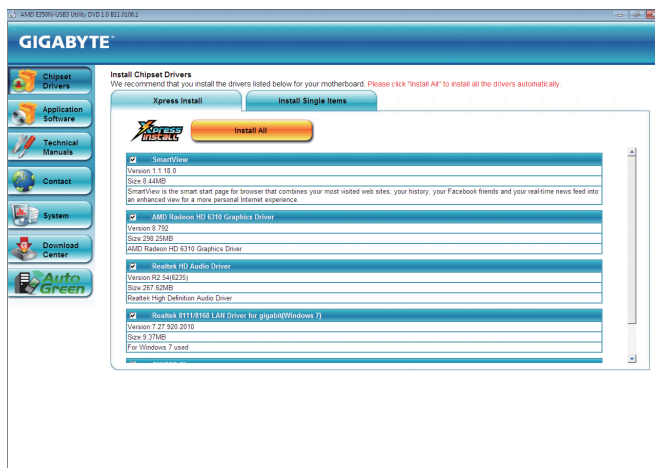 AMD E350N-USB3 Utility DVD 1.0 B11.0106.1
GIGABYTE™
Chipset
Drivers
Application
Software
Technical
Manuals
Contact
System
Download
Center
Auto
Green
Install Chipset Drivers
We recommend that you install the drivers listed below for your motherboard. Please click "Install All" to install all the drivers automatically.
Xpress Install
Install Single Items
Xpress
Install
Install All
SmartView
Version:1.1.18.0
Size:8.44MB
SmartView is the smart start page for browser that combines your most visited web sites, your history, your Facebook friends and your real-time news feed into
an enhanced view for a more personal Internet experience.
AMD Radeon HD 6310 Graphics Driver
Version:8.792
Size:298.25MB
AMD Radeon HD 6310 Graphics Driver
Realtek HD Audio Driver
Version:R2.54(6235)
Size:267.62MB
Realtek High Definition Audio Driver
Realtek 8111/8168 LAN Driver for gigabit(Windows 7)
Version:7.27.920.2010
Size:9.37MB
For Windows 7 used